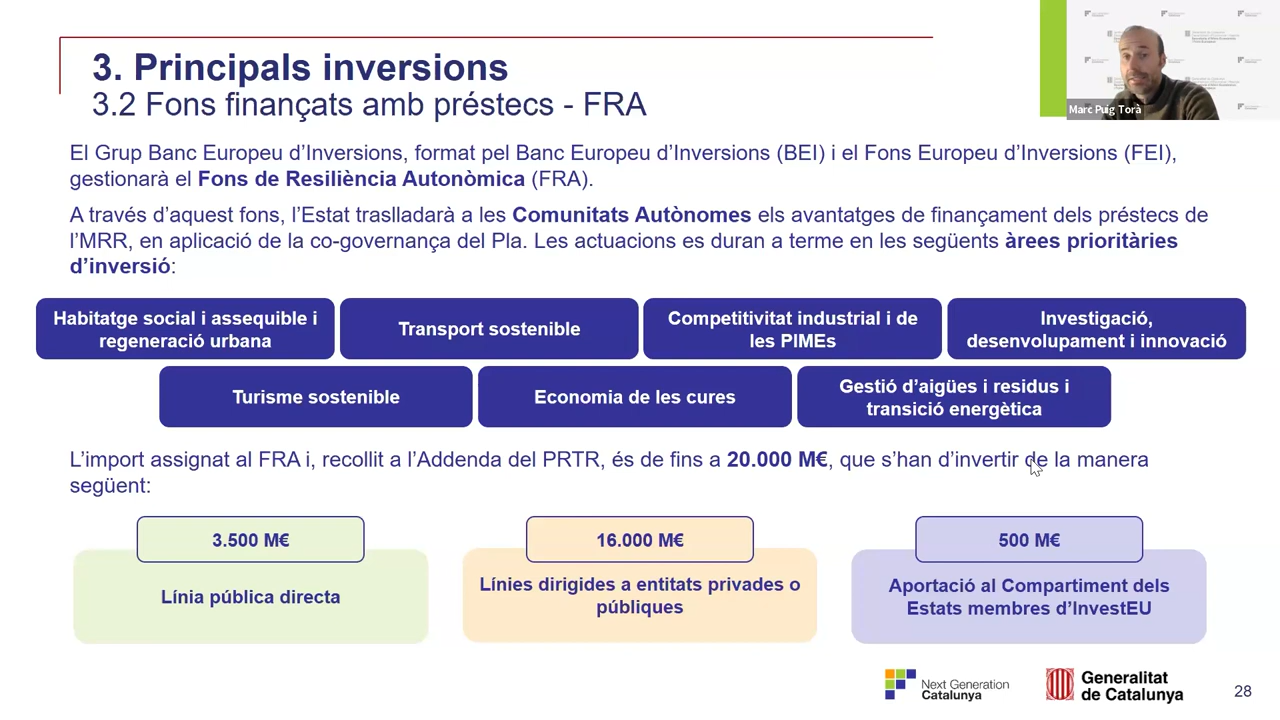 3. Principals inversions
3.2 Fons finançats amb préstecs - FRA
Marc Puig Torà
El Grup Banc Europeu d’Inversions, format pel Banc Europeu d’Inversions (BEI) i el Fons Europeu d’Inversions (FEI),
gestionarà el Fons de Resiliència Autonòmica (FRA).
A través d’aquest fons, l’Estat traslladarà a les Comunitats Autònomes els avantatges de finançament dels préstecs de
l’MRR, en aplicació de la co-governança del Pla. Les actuacions es duran a terme en les següents àrees prioritàries
d’inversió:
Habitatge social i assequible i
regeneració urbana
Transport sostenible
Competitivitat industrial i de
les PIMEs
Investigació,
desenvolupament i innovació
Turisme sostenible
Economia de les cures
Gestió d’aigües i residus i
transició energètica
L’import assignat al FRA i, recollit a l’Addenda del PRTR, és de fins a 20.000 M€, que s’han d’invertir de la manera
següent:
3.500 M€
Línia pública directa
16.000 M€
Línies dirigides a entitats privades o
públiques
500 M€
Aportació al Compartiment dels
Estats membres d’InvestEU
Next Generation
Catalunya
Generalitat
de Catalunya
28